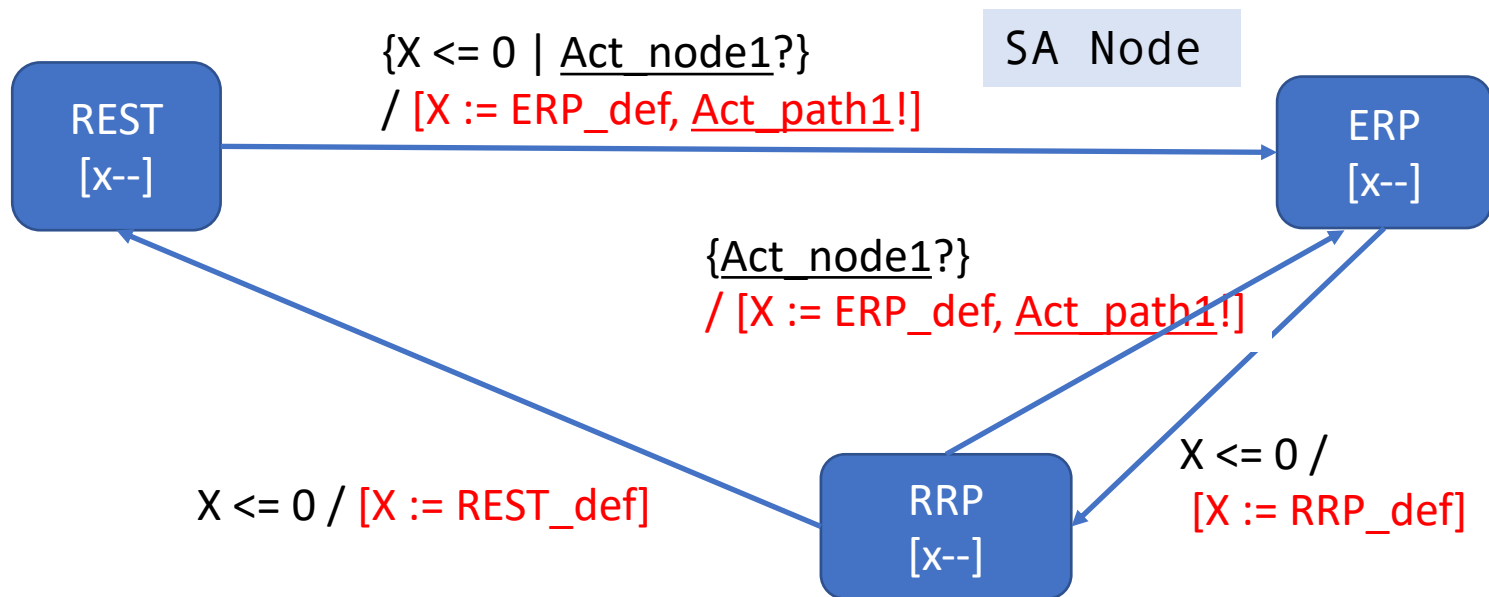 SA Node
{X <= 0 | Act_node1?}
/ [X := ERP_def, Act_path1!]
REST
[x--]
ERP
[x--]
{Act_node1?}
/ [X := ERP_def, Act_path1!]
X <= 0 /
[X := RRP_def]
X <= 0 / [X := REST_def]
RRP
[x--]